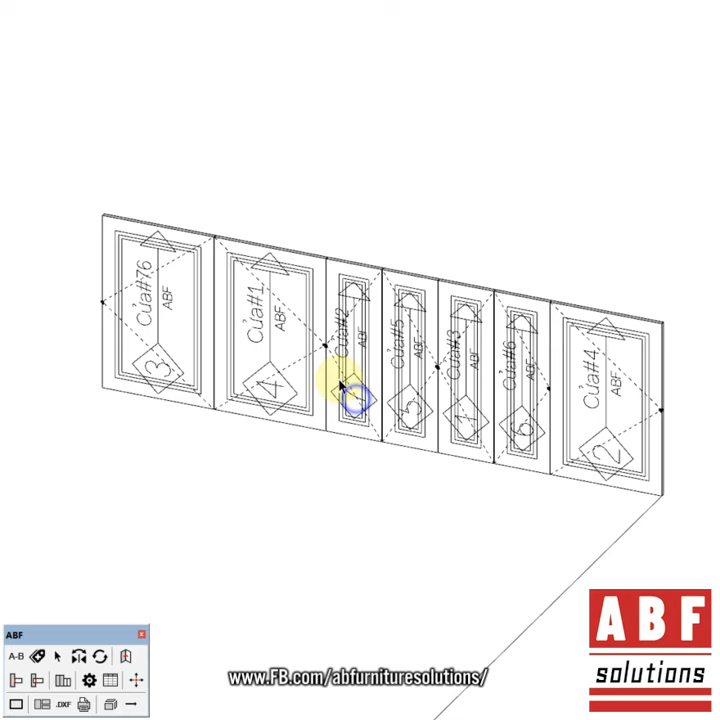 Cửa#76
ABF
3
Cửa#1
ABF
4
Cửa#2
ABF
Cửa#5
ABF
5
Cửa#3
ABF
1
Cửa#6
ABF
6
Cửa#4
ABF
2
ABF
A-B
.DXF
www.FB.com/abfurnituresolutions/
ABF
solutions